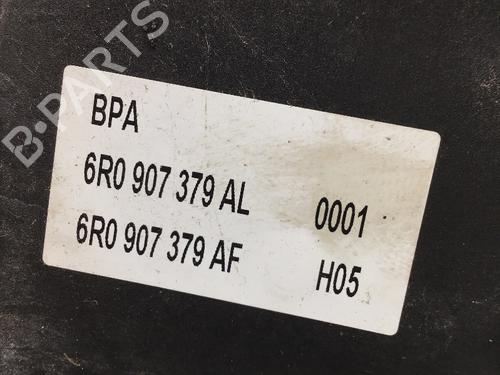 B-PARTS
BPA
6R0 907 379 AL 0001
6R0 907 379 AF H05